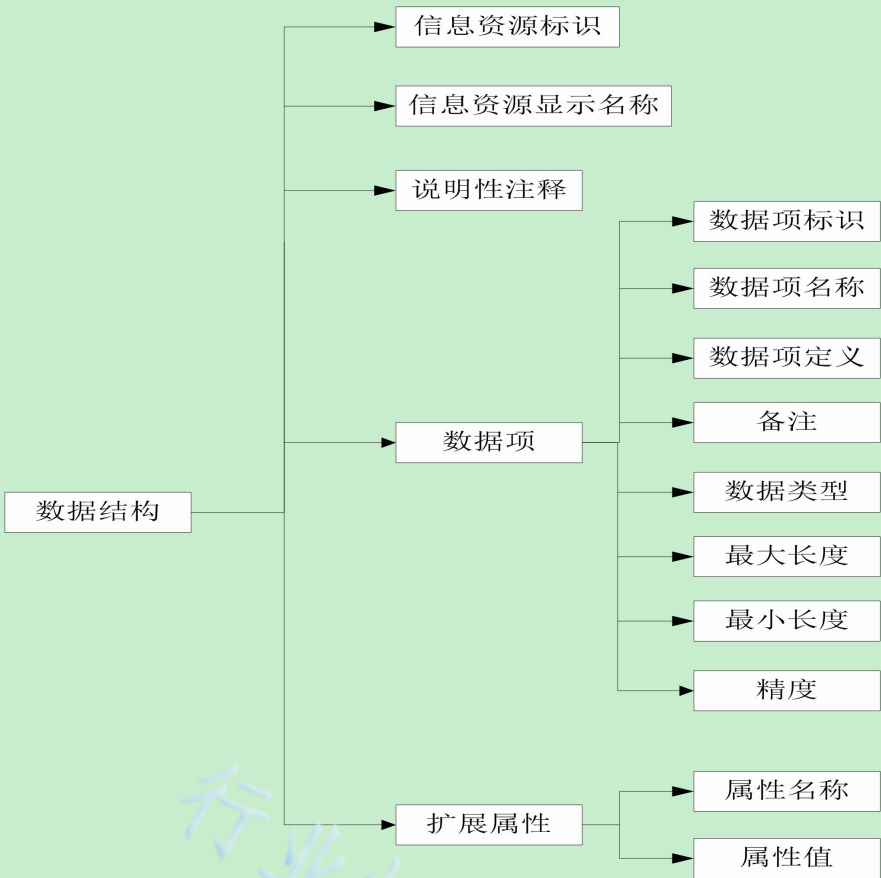 信息资源标识
信息资源显示名称
说明性注释
数据项标识
数据项名称
数据项定义
备注
数据项
数据类型
数据结构
最大长度
最小长度
精度
属性名称
扩展属性
属性值
行业